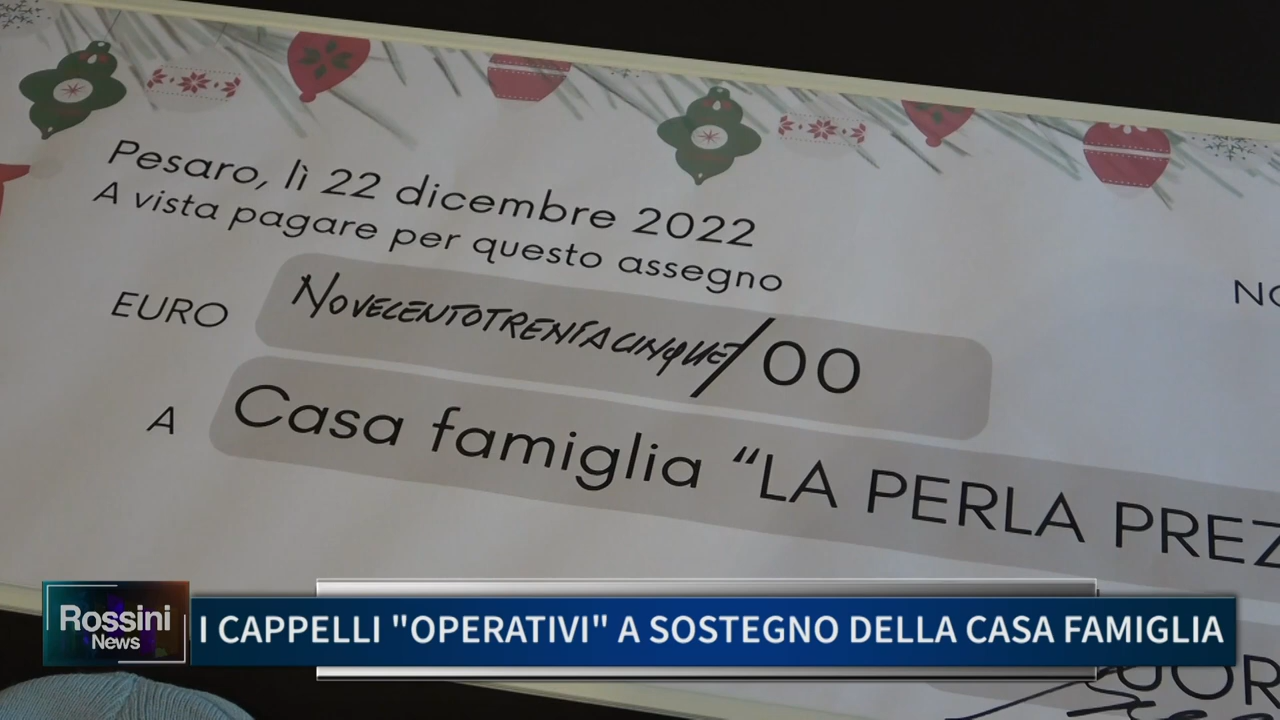 Pesaro, lì 22 dicembre 2022
A vista pagare per questo assegno
EURO NOVECENTOTRENTACINQUE/00
A Casa famiglia “LA PERLA PREZ
Rossini
News
I CAPPELLI "OPERATIVI" A SOSTEGNO DELLA CASA FAMIGLIA